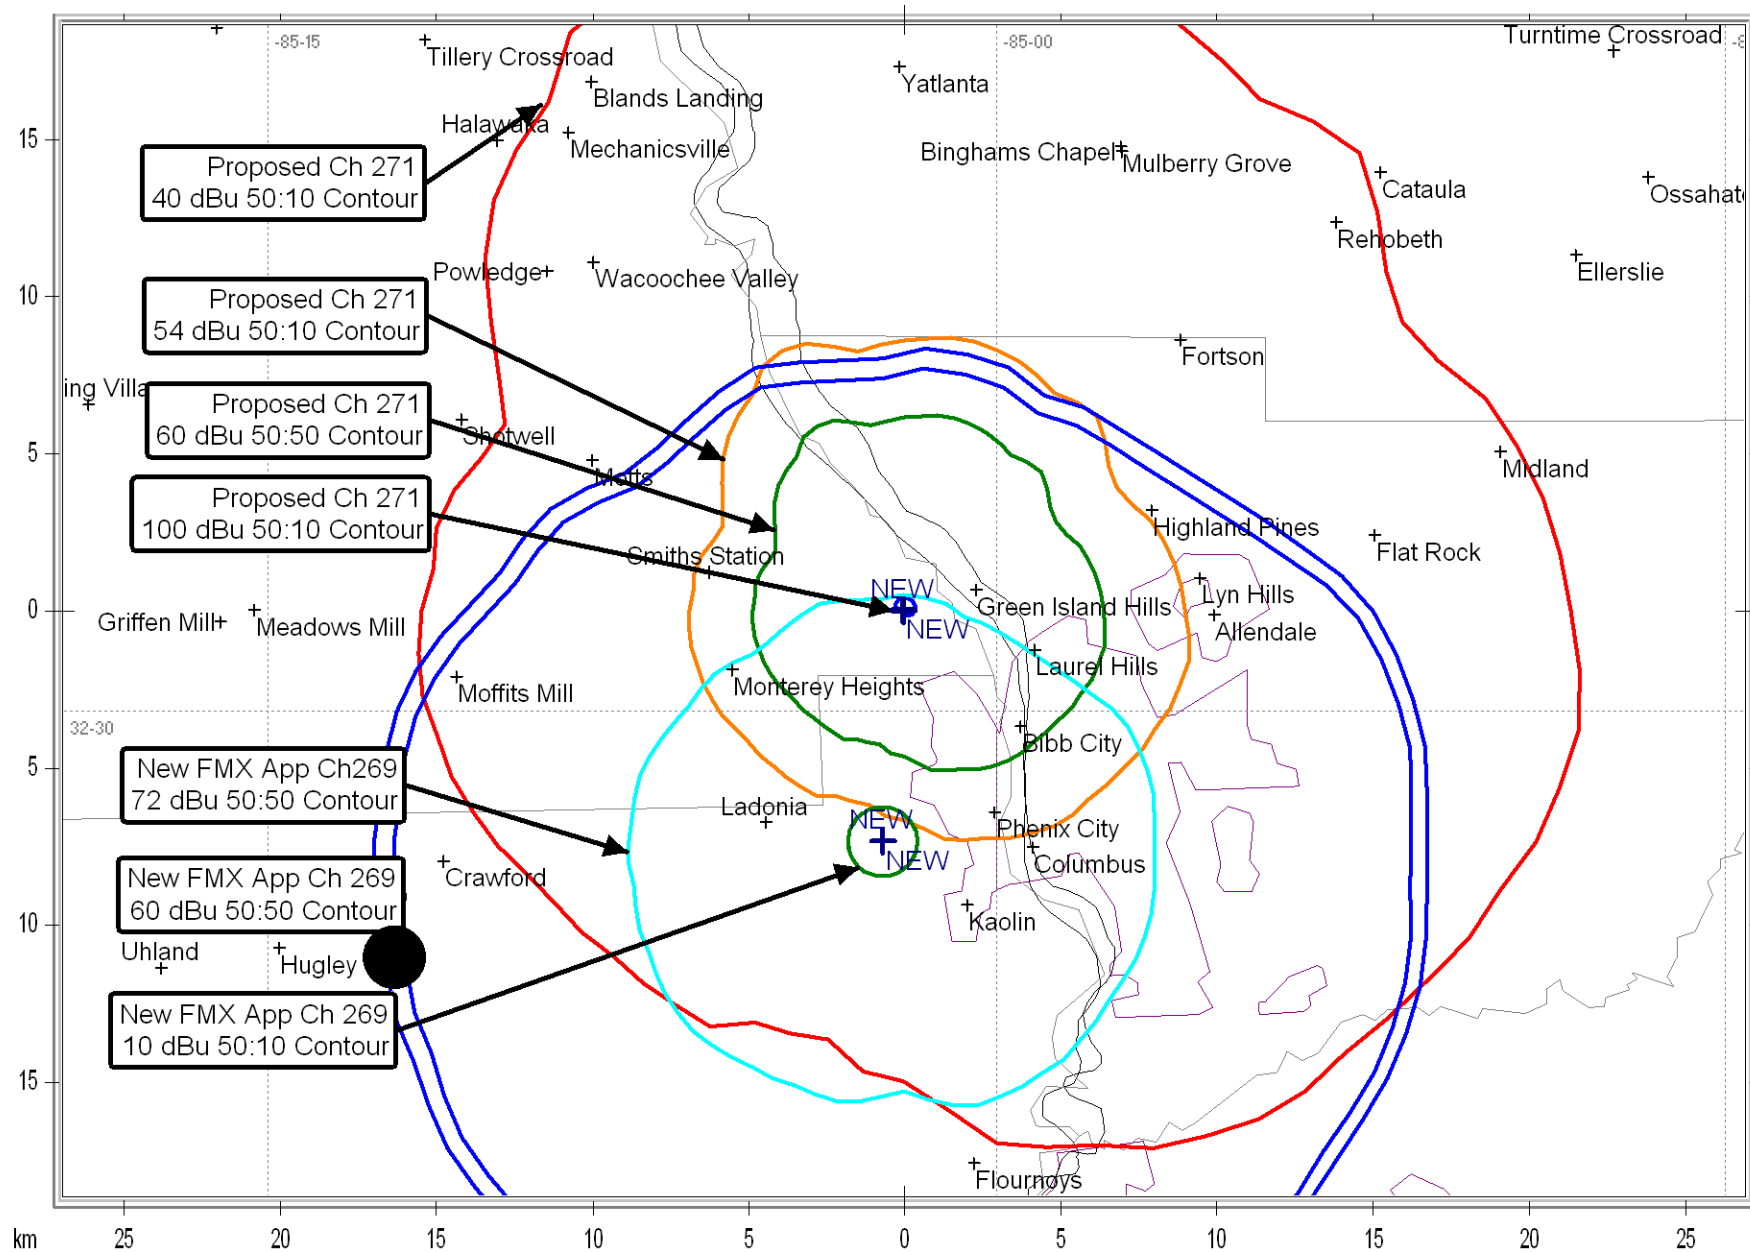 -85-15
-85-00
Turntime Crossroad
Tillery Crossroad
Yatlanta
Blands Landing
Halawaka
Mechanicsville
Binghams Chapel
Mulberry Grove
Cataula
Proposed Ch 271
40 dBu 50:10 Contour
Rehobeth
Ellerslie
Powledge
Wacoochee Valley
Proposed Ch 271
54 dBu 50:10 Contour
Fortson
ing Villa
Proposed Ch 271
60 dBu 50:50 Contour
Shotwell
Motts
Midland
Proposed Ch 271
100 dBu 50:10 Contour
Highland Pines
Flat Rock
Smiths Station
NEW
Green Island Hills
Lyn Hills
Griffen Mill
Meadows Mill
NEW
Allendale
Laurel Hills
Moffits Mill
Monterey Heights
32-30
Bibb City
New FMX App Ch269
72 dBu 50:50 Contour
Ladonia
NEW
Phenix City
NEW
Columbus
Crawford
New FMX App Ch 269
60 dBu 50:50 Contour
Kaolin
Uhland
Hugley
New FMX App Ch 269
10 dBu 50:10 Contour
Flournoys
15
10
5
0
5
10
15
km
25
20
15
10
5
0
5
10
15
20
25